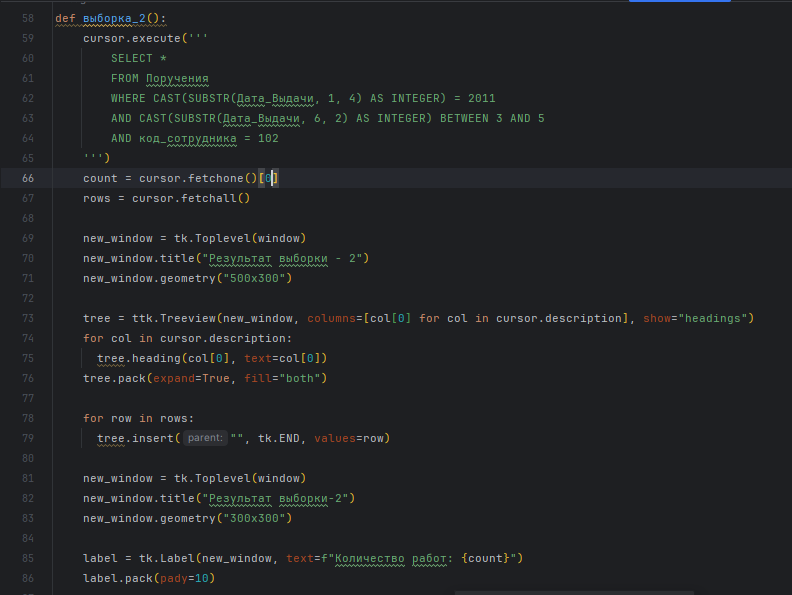 58 def выборка_2():
59 cursor.execute('''
60 SELECT *
61 FROM Поручения
62 WHERE CAST(SUBSTR(Дата_Выдачи, 1, 4) AS INTEGER) = 2011
63 AND CAST(SUBSTR(Дата_Выдачи, 6, 2) AS INTEGER) BETWEEN 3 AND 5
64 AND код_сотрудника = 102
65 ''')
66 count = cursor.fetchone()[0]
67 rows = cursor.fetchall()
68
69 new_window = tk.Toplevel(window)
70 new_window.title("Результат выборки - 2")
71 new_window.geometry("500x300")
72
73 tree = ttk.Treeview(new_window, columns=[col[0] for col in cursor.description], show="headings")
74 for col in cursor.description:
75 tree.heading(col[0], text=col[0])
76 tree.pack(expand=True, fill="both")
77
78 for row in rows:
79 tree.insert( parent: "", tk.END, values=row)
80
81 new_window = tk.Toplevel(window)
82 new_window.title("Результат выборки-2")
83 new_window.geometry("300x300")
84
85 label = tk.Label(new_window, text=f"Количество работ: {count}")
86 label.pack(pady=10)